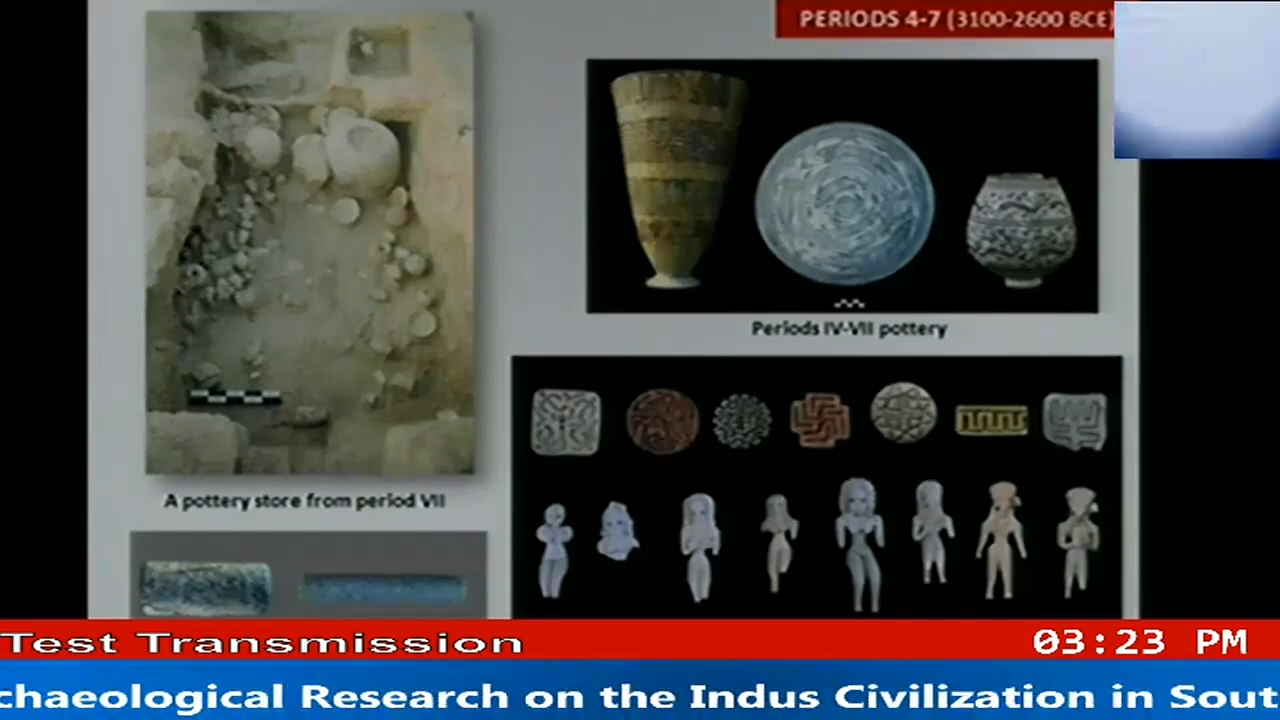 PERIODS 4-7 (3100-2600 BCE)
Periods IV-VII pottery
A pottery store from period VII
Test Transmission
03:23 PM
chaeological Research on the Indus Civilization in Sout